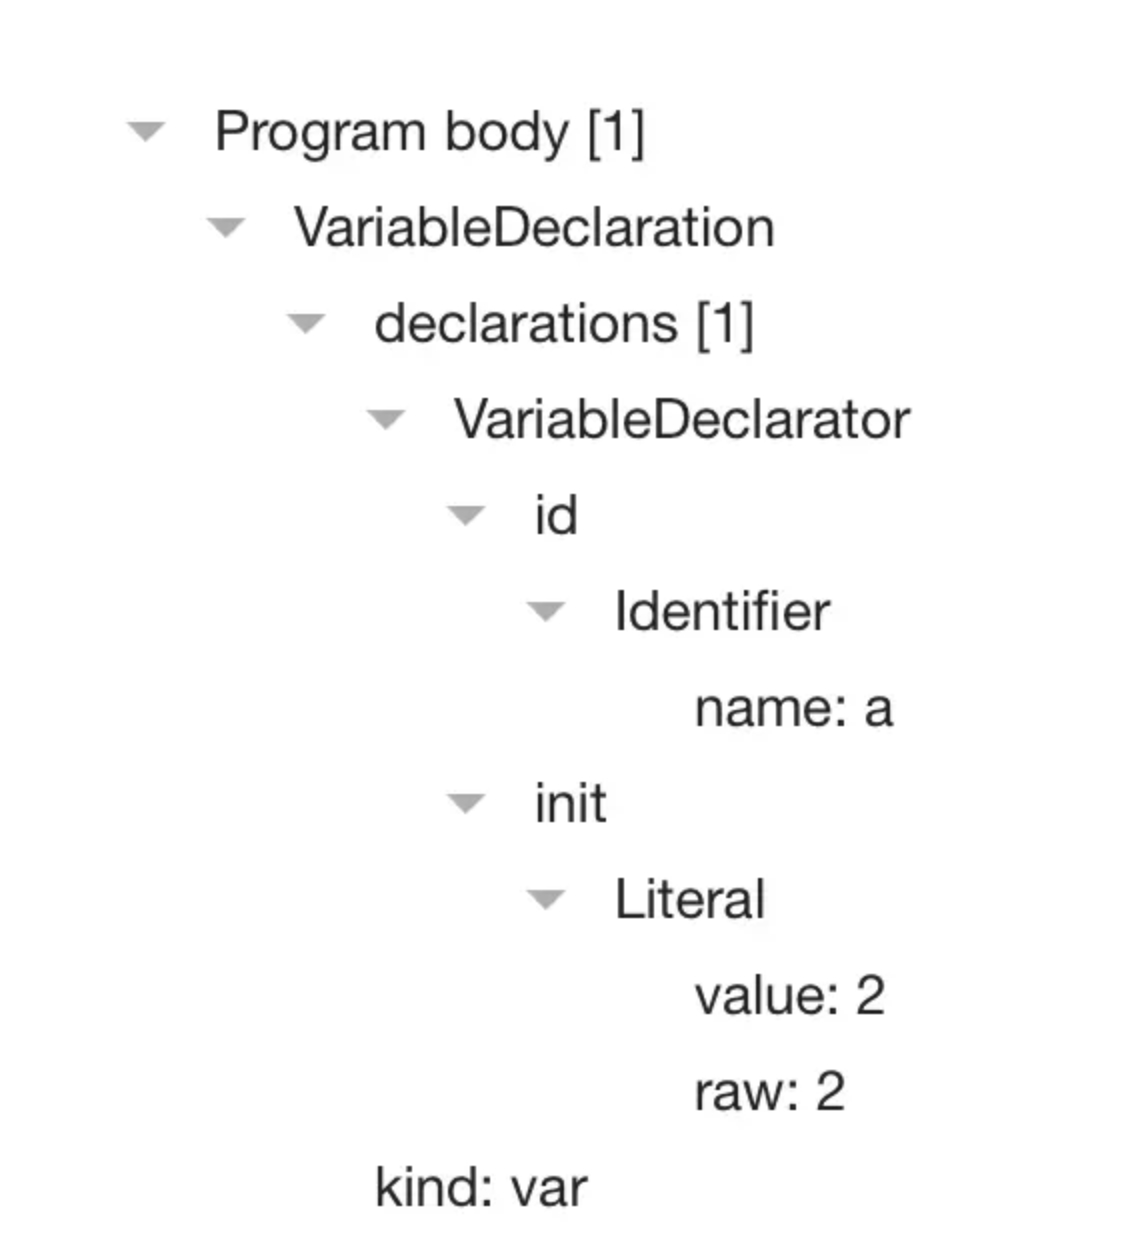 Program body [1]
VariableDeclaration
declarations [1]
VariableDeclarator
id
Identifier
name: a
init
Literal
value: 2
raw: 2
kind: var